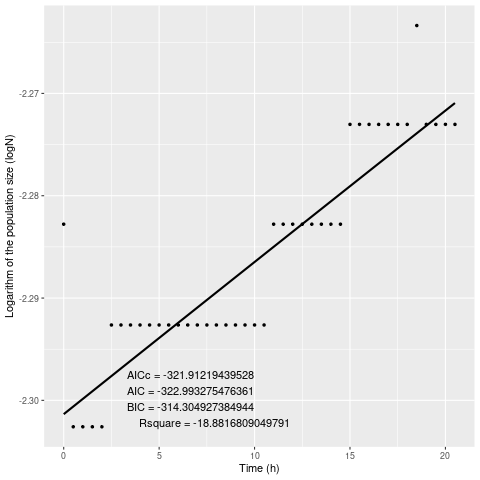 Logarithm of the population size (logN)
-2.27
-2.28
-2.29
-2.30
AICc = -321.91219439528
AIC = -322.993275476361
BIC = -314.304927384944
Rsquare = -18.8816809049791
0 5 10 15 20
Time (h)